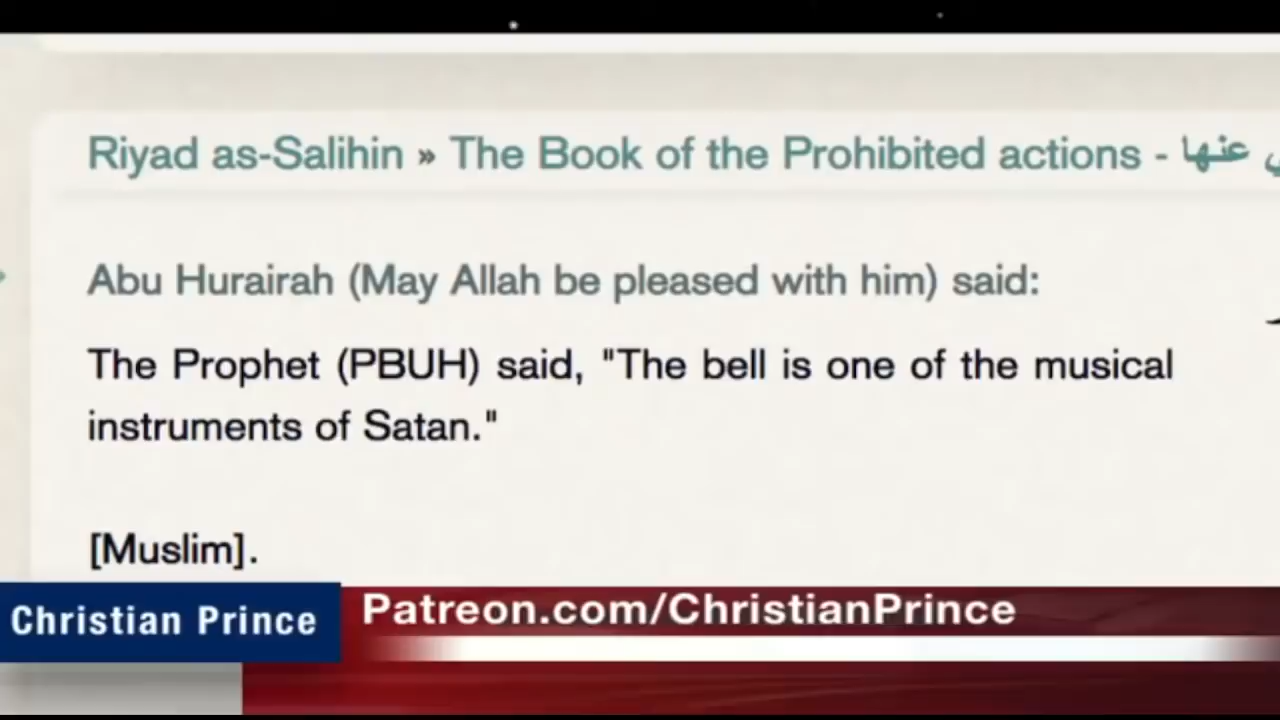 Riyad as-Salihin » The Book of the Prohibited actions - عنها
Abu Hurairah (May Allah be pleased with him) said:
The Prophet (PBUH) said, "The bell is one of the musical
instruments of Satan."
[Muslim].
Christian Prince
Patreon.com/ChristianPrince